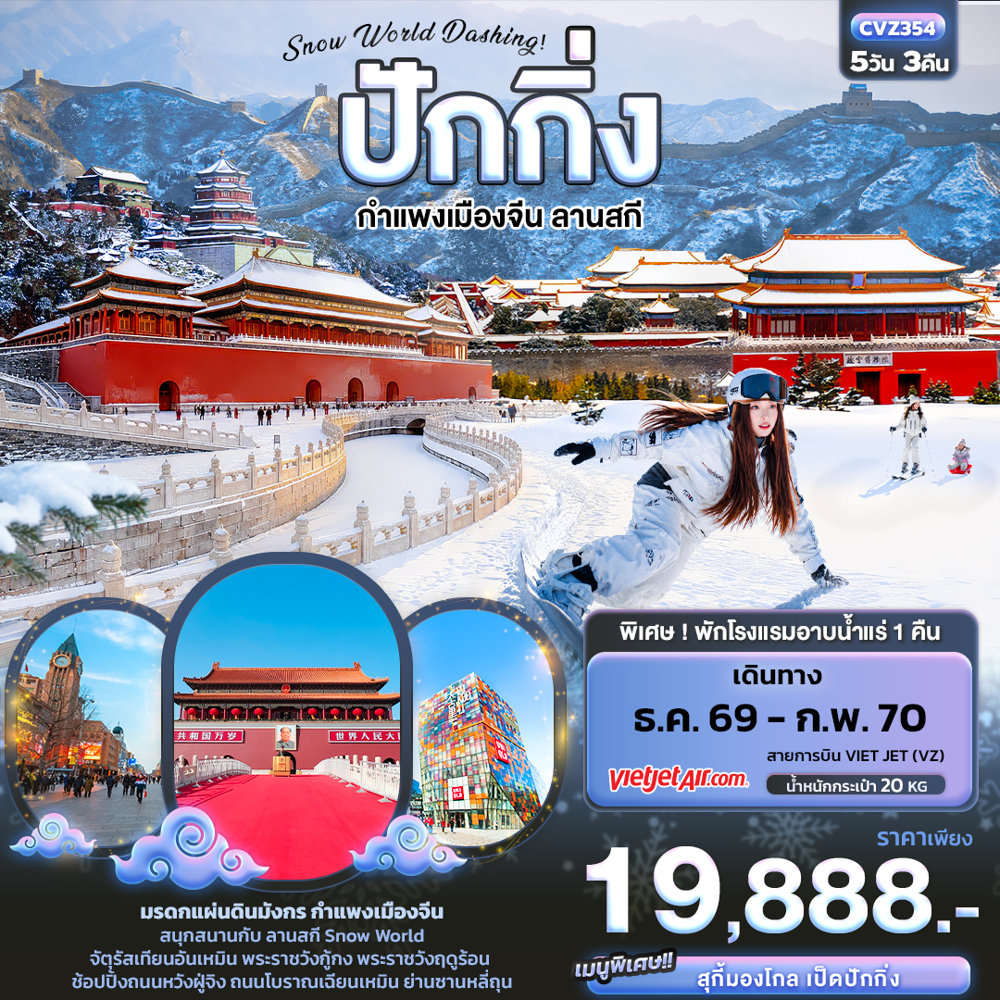 Snow World Dashing!
CVZ354
5วัน 3คืน
ปักกิ่ง
กำแพงเมืองจีน ลานสกี
故宫博物院
共和国万岁
世界人民大
太古里
UNI QLO
พิเศษ ! พักโรงแรมอาบน้ำแร่ 1 คืน
เดินทาง
ธ.ค. 69 - ก.พ. 70
สายการบิน VIET JET (VZ)
vietjetAir.com
น้ำหนักกระเป๋า 20 KG
ราคาเพียง
19,888.-
เมนูพิเศษ!!
สุกี้มองโกล เป็ดปักกิ่ง
มรดกแผ่นดินมังกร กำแพงเมืองจีน
สนุกสนานกับ ลานสกี Snow World
จัตุรัสเทียนอันเหมิน พระราชวังกู้กง พระราชวังฤดูร้อน
ช้อปปิ้งถนนหวังฝู่จิ่ง ถนนโบราณเฉียนเหมิน ย่านซานหลี่ถุน